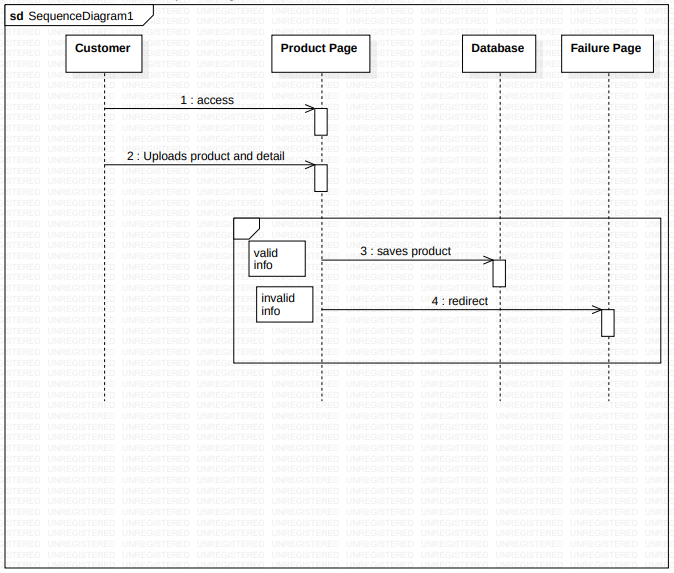 sd SequenceDiagram1
Customer
Product Page
Database
Failure Page
1 : access
2 : Uploads product and detail
valid
info
3 : saves product
invalid
info
4 : redirect
UNREGISTERED